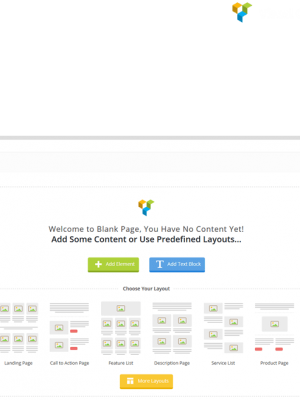 Welcome to Blank Page, You Have No Content Yet!
Add Some Content or Use Predefined Layouts...
Add Element
Add Text Block
Choose Your Layout
Landing Page
Call to Action Page
Feature List
Description Page
Service List
Product Page
More Layouts